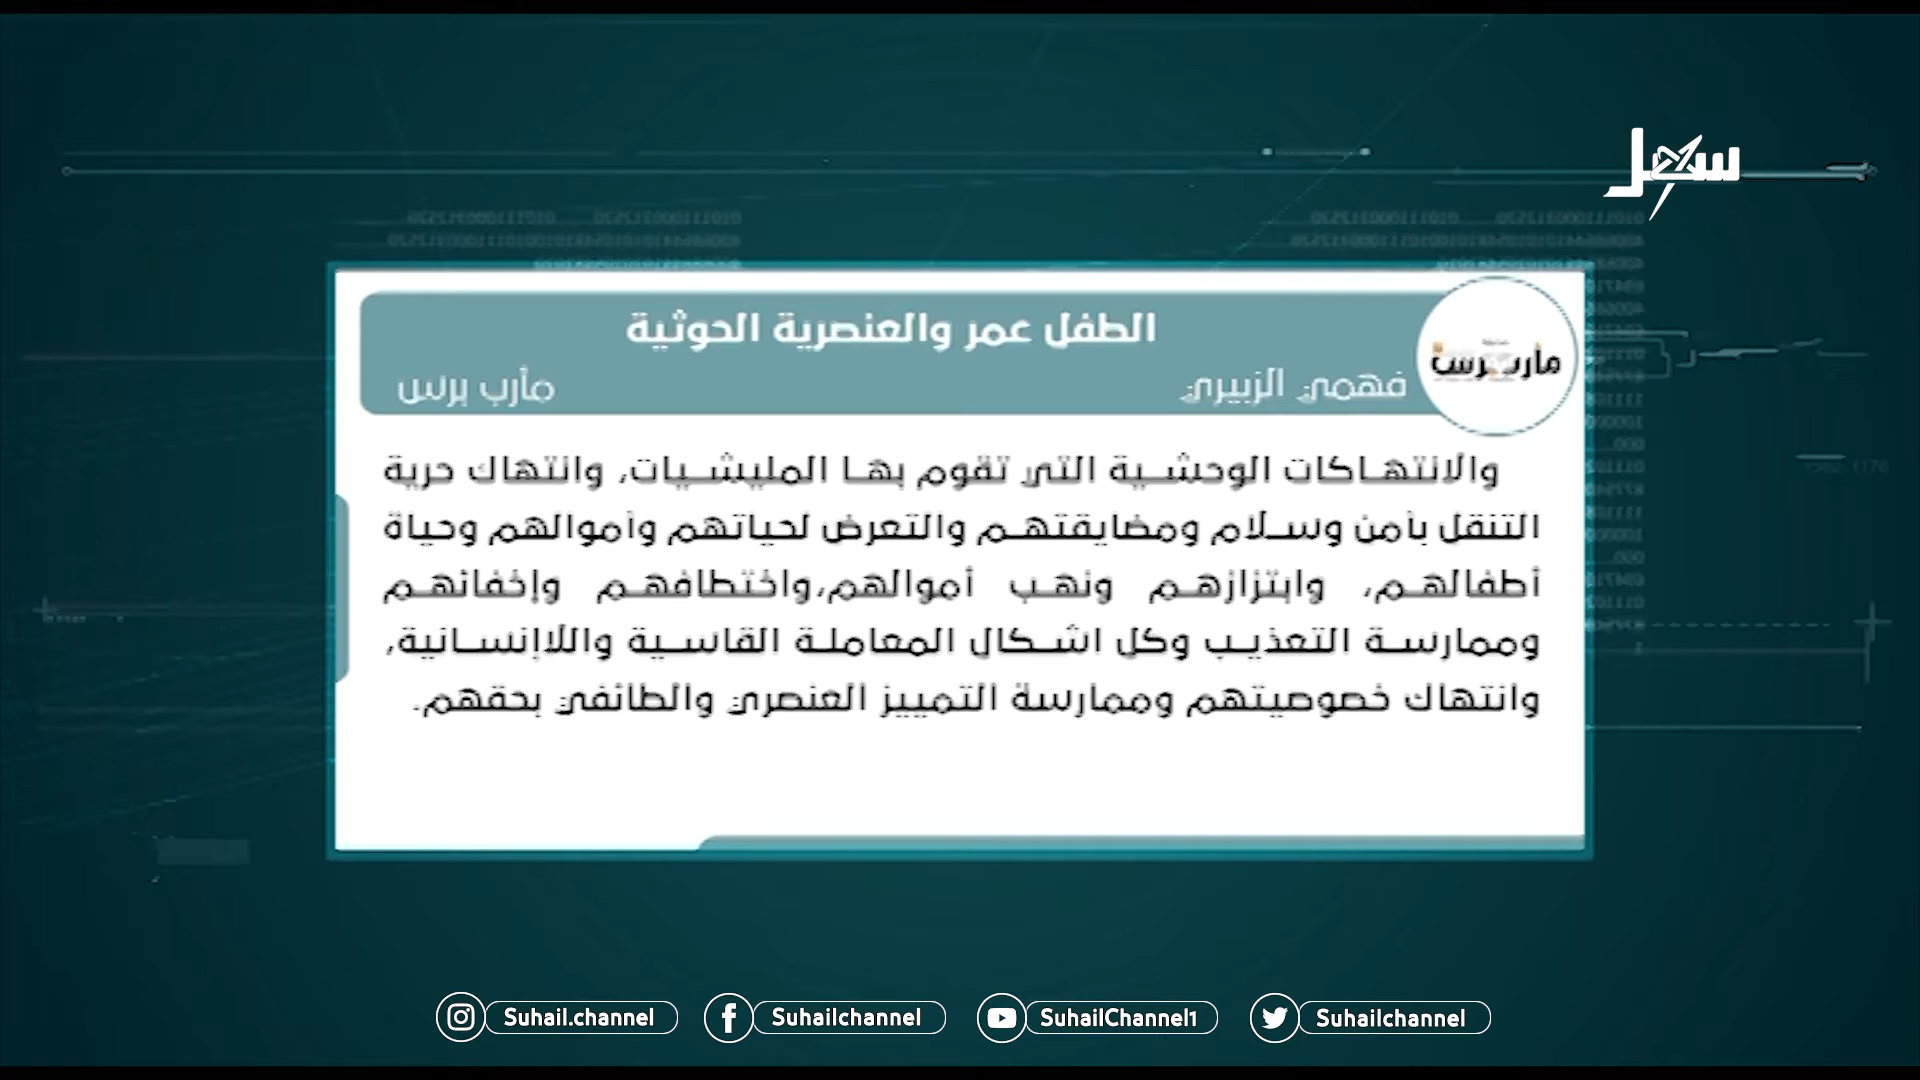 سهيل
الطفل عمر والعنصرية الحوثية
مأرب برس
فهمي الزبيري
مأرب برس
والانتهاكات الوحشية التي تقوم بها المليشيات، وانتهاك حرية
التنقل بأمن وسلام ومضايقتهم والتعرض لحياتهم وأموالهم وحياة
أطفالهم، وابتزازهم ونهب أموالهم،واختطافهم وإخفائهم
وممارسة التعذيب وكل اشكال المعاملة القاسية واللاإنسانية،
وانتهاك خصوصيتهم وممارسة التمييز العنصري والطائفي بحقهم.
Suhail.channel
Suhailchannel
SuhailChannel1
Suhailchannel